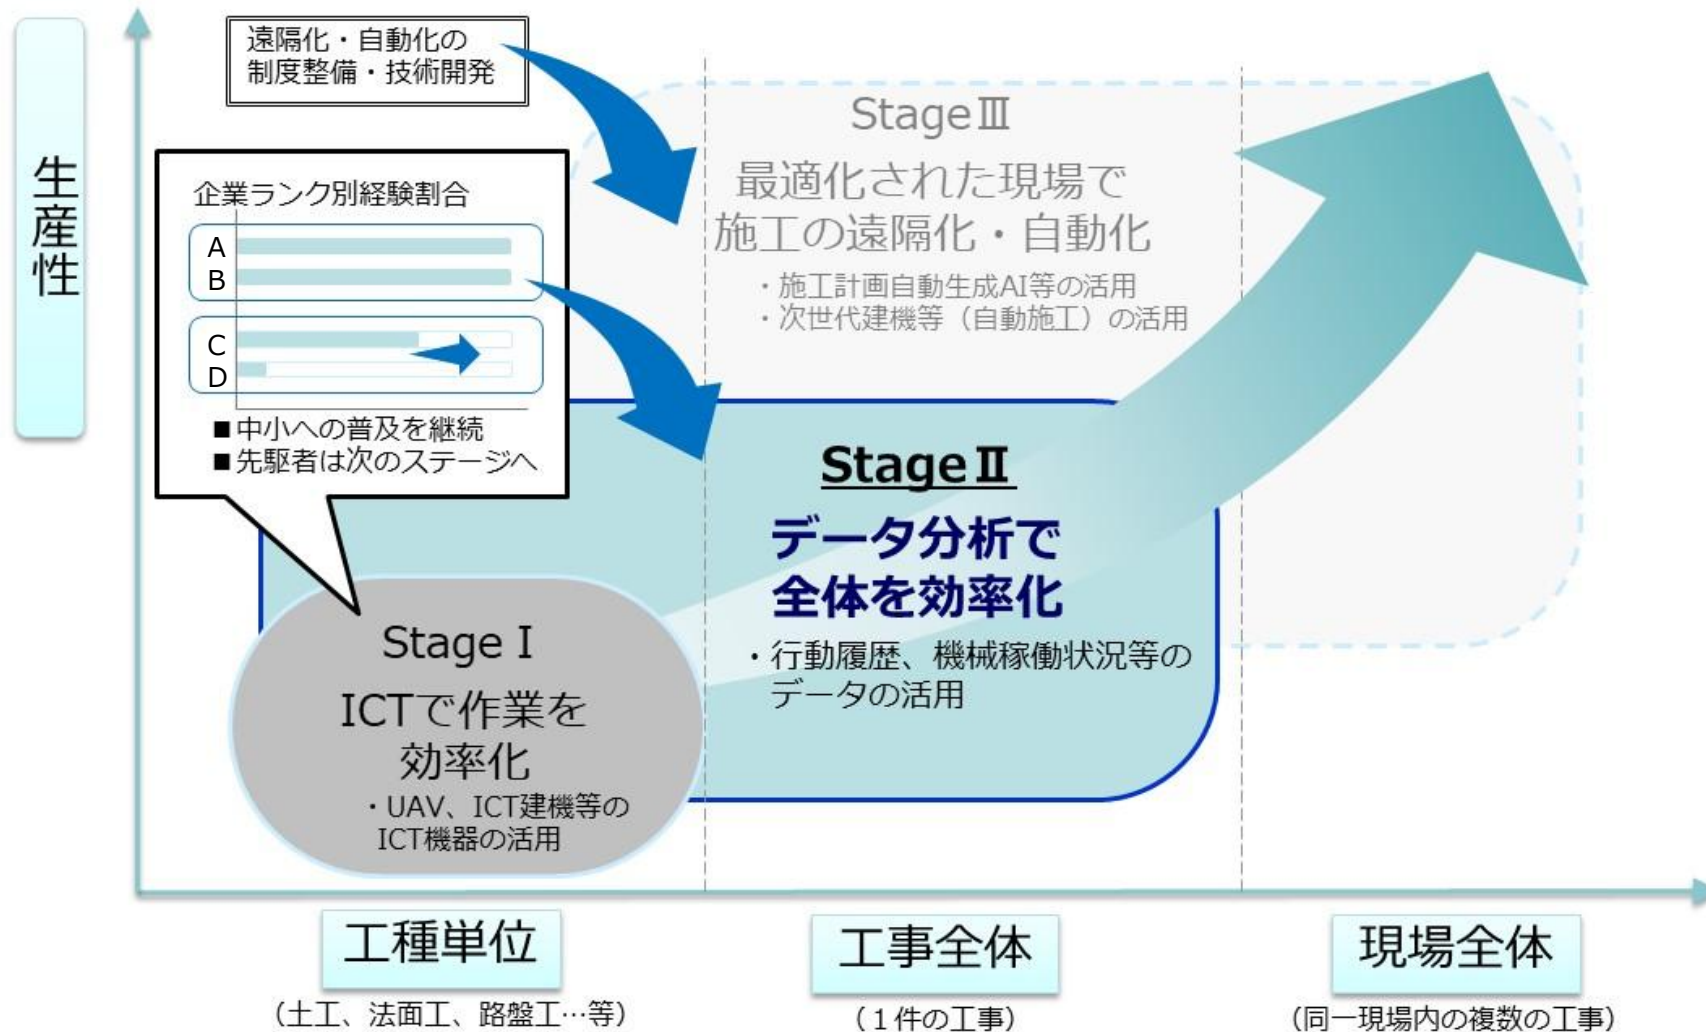 生産性
遠隔化・自動化の
制度整備・技術開発
企業ランク別経験割合
A
B
C
D
■中小への普及を継続
■先駆者は次のステージへ
StageⅢ
最適化された現場で
施工の遠隔化・自動化
・施工計画自動生成AI等の活用
・次世代建機等（自動施工）の活用
StageⅡ
データ分析で
全体を効率化
・行動履歴、機械稼働状況等の
データの活用
StageⅠ
ICTで作業を
効率化
・UAV、ICT建機等の
ICT機器の活用
工種単位
（土工、法面工、路盤工…等）
工事全体
（１件の工事）
現場全体
（同一現場内の複数の工事）